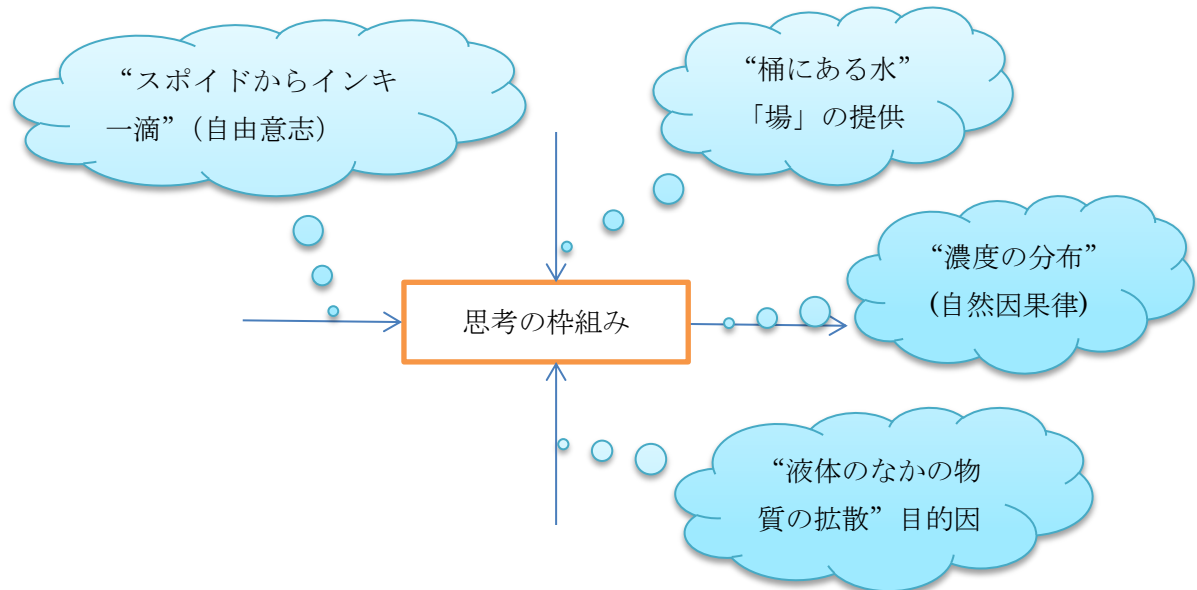 “スポイドからインキ
一滴”（自由意志）
“桶にある水”
「場」の提供
“濃度の分布”
(自然因果律)
思考の枠組み
“液体のなかの物
質の拡散”目的因